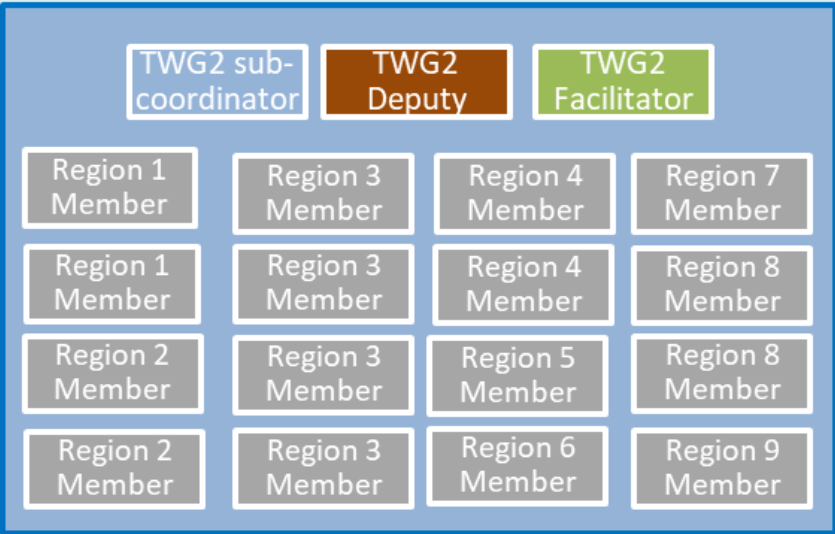 TWG2 sub-
coordinator
TWG2
Deputy
TWG2
Facilitator
Region 1
Member
Region 3
Member
Region 4
Member
Region 7
Member
Region 1
Member
Region 3
Member
Region 4
Member
Region 8
Member
Region 2
Member
Region 3
Member
Region 5
Member
Region 8
Member
Region 2
Member
Region 3
Member
Region 6
Member
Region 9
Member